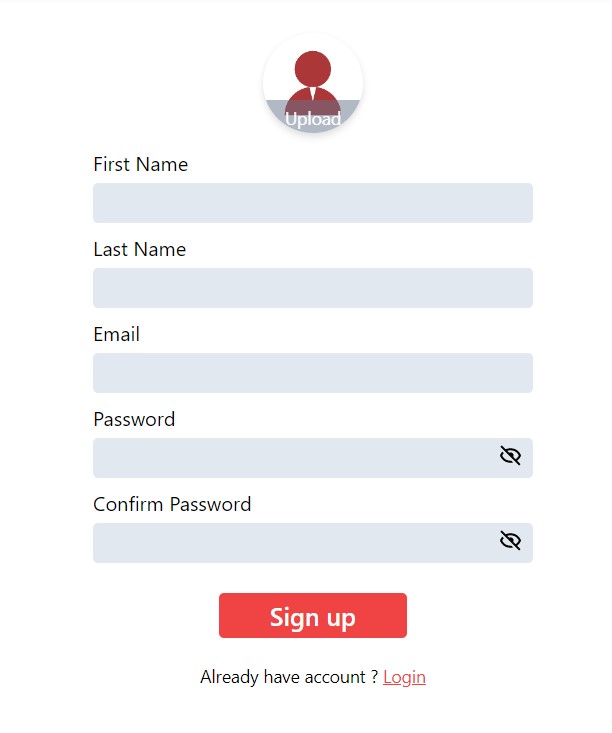 Upload
First Name
Last Name
Email
Password
Confirm Password
Sign up
Already have account ? Login